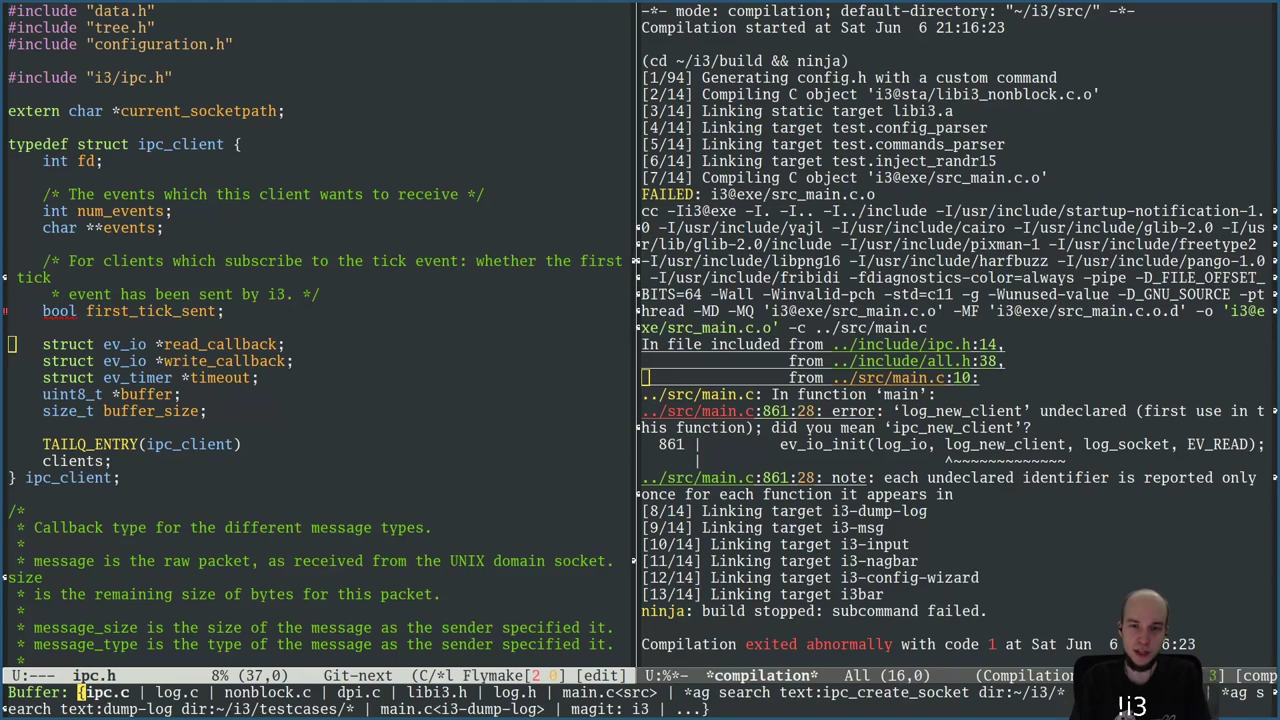 #include "data.h"
#include "tree.h"
#include "configuration.h"
#include "i3/ipc.h"
extern char *current_socketpath;
typedef struct ipc_client {
int fd;
/* The events which this client wants to receive */
int num_events;
char **events;
/* For clients which subscribe to the tick event: whether the first
tick
* event has been sent by i3. */
bool first_tick_sent;
struct ev_io *read_callback;
struct ev_io *write_callback;
struct ev_timer *timeout;
uint8_t *buffer;
size_t buffer_size;
TAILQ_ENTRY(ipc_client)
clients;
} ipc_client;
/*
* Callback type for the different message types.
*
* message is the raw packet, as received from the UNIX domain socket.
size
* is the remaining size of bytes for this packet.
*
* message_size is the size of the message as the sender specified it.
* message_type is the type of the message as the sender specified it.
*
U:--- ipc.h 8% (37,0) Git-next (C/*l Flymake[2 0] [edit]
-*- mode: compilation; default-directory: "~/i3/src/" -*-
Compilation started at Sat Jun 6 21:16:23
(cd ~/i3/build && ninja)
[1/94] Generating config.h with a custom command
[2/14] Compiling C object 'i3@sta/libi3_nonblock.c.o'
[3/14] Linking static target libi3.a
[4/14] Linking target test.config_parser
[5/14] Linking target test.commands_parser
[6/14] Linking target test.inject_randr15
[7/14] Compiling C object 'i3@exe/src_main.c.o'
FAILED: i3@exe/src_main.c.o
cc -Ii3@exe -I. -I.. -I../include -I/usr/include/startup-notification-1.
0 -I/usr/include/yajl -I/usr/include/cairo -I/usr/include/glib-2.0 -I/us
r/lib/glib-2.0/include -I/usr/include/pixman-1 -I/usr/include/freetype2
-I/usr/include/libpng16 -I/usr/include/harfbuzz -I/usr/include/pango-1.0
-I/usr/include/fribidi -fdiagnostics-color=always -pipe -D_FILE_OFFSET_
BITS=64 -Wall -Winvalid-pch -std=c11 -g -Wunused-value -D_GNU_SOURCE -pt
hread -MD -MQ 'i3@exe/src_main.c.o' -MF 'i3@exe/src_main.c.o.d' -o 'i3@e
xe/src_main.c.o' -c ../src/main.c
In file included from ../include/ipc.h:14,
from ../include/all.h:38,
from ../src/main.c:10:
../src/main.c: In function ‘main’:
../src/main.c:861:28: error: ‘log_new_client’ undeclared (first use in t
his function); did you mean ‘ipc_new_client’?
861 | ev_io_init(log_io, log_new_client, log_socket, EV_READ);
| ^~~~~~~~~~~~~~
../src/main.c:861:28: note: each undeclared identifier is reported only
once for each function it appears in
[8/14] Linking target i3-dump-log
[9/14] Linking target i3-msg
[10/14] Linking target i3-input
[11/14] Linking target i3-nagbar
[12/14] Linking target i3-config-wizard
[13/14] Linking target i3bar
ninja: build stopped: subcommand failed.
Compilation exited abnormally with code 1 at Sat Jun 6 :16:23
U:%*- *compilation* All (16,0) (Compilation 3] [comp
Buffer: {ipc.c | log.c | nonblock.c | dpi.c | libi3.h | log.h | main.c<src> | *ag search text:ipc_create_socket dir:~/i3/* | *ag s
earch text:dump-log dir:~/i3/testcases/* | main.c<i3-dump-log> | magit: i3 | ...}
!i3